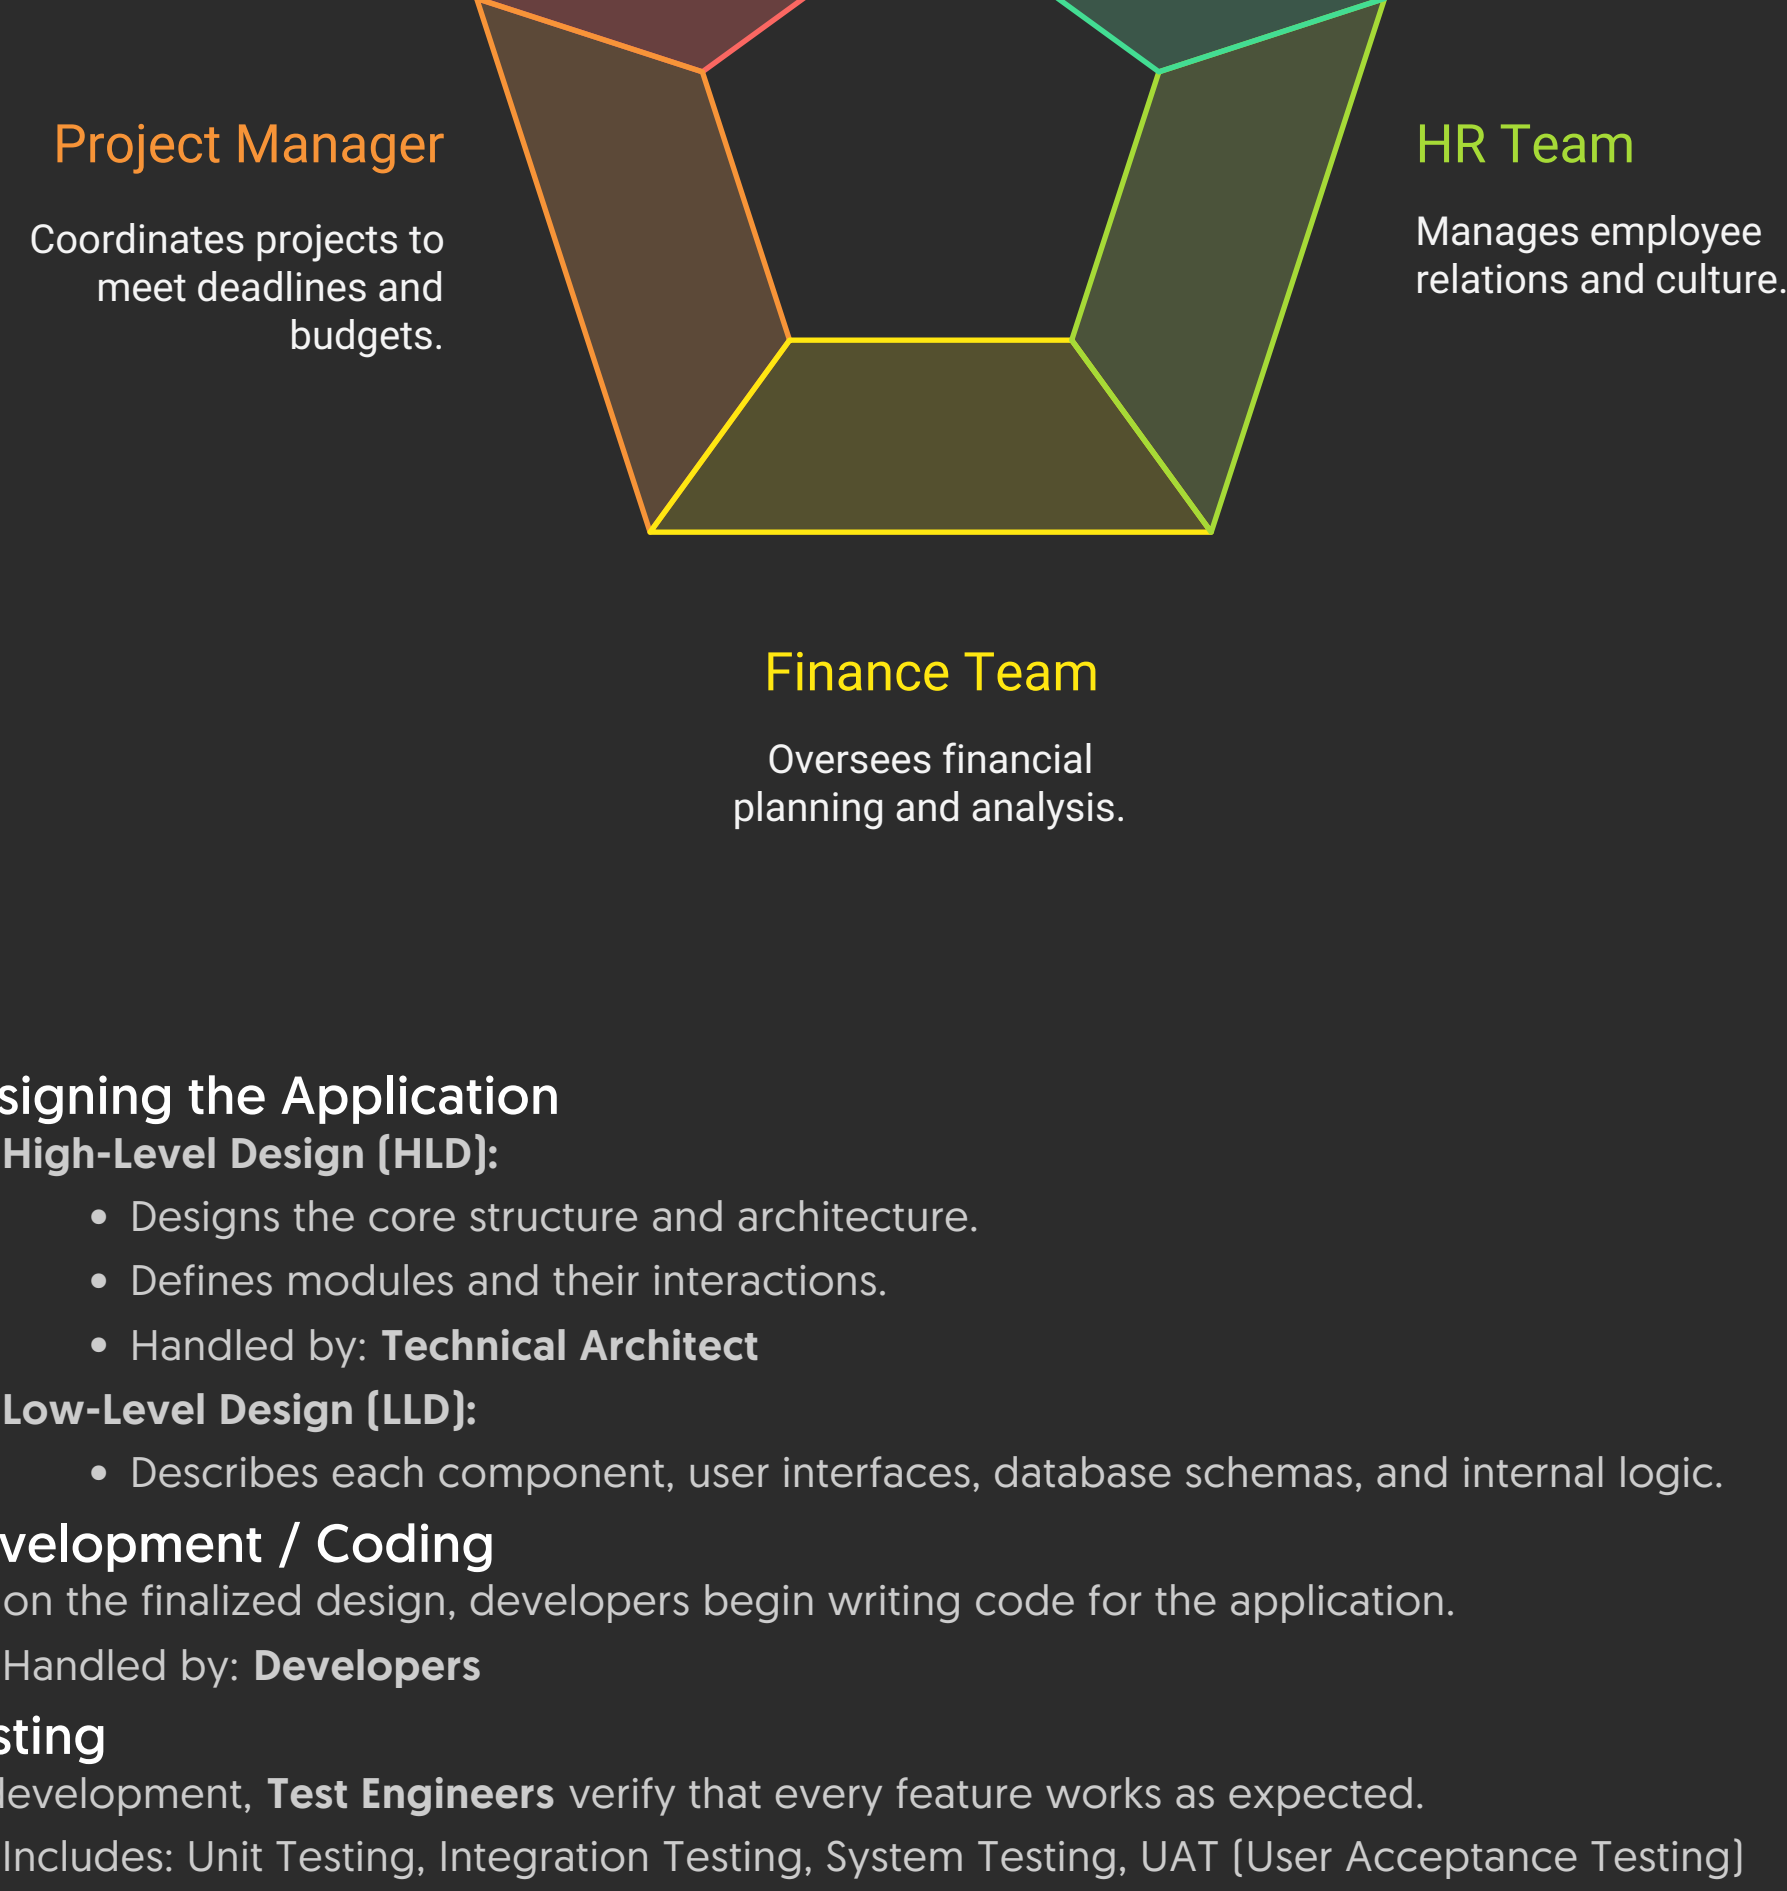 Project Manager
Coordinates projects to
meet deadlines and
budgets.
HR Team
Manages employee
relations and culture.
Finance Team
Oversees financial
planning and analysis.
signing the Application
High-Level Design (HLD):
• Designs the core structure and architecture.
• Defines modules and their interactions.
• Handled by: Technical Architect
Low-Level Design (LLD):
• Describes each component, user interfaces, database schemas, and internal logic.
velopment / Coding
on the finalized design, developers begin writing code for the application.
Handled by: Developers
sting
development, Test Engineers verify that every feature works as expected.
Includes: Unit Testing, Integration Testing, System Testing, UAT (User Acceptance Testing)